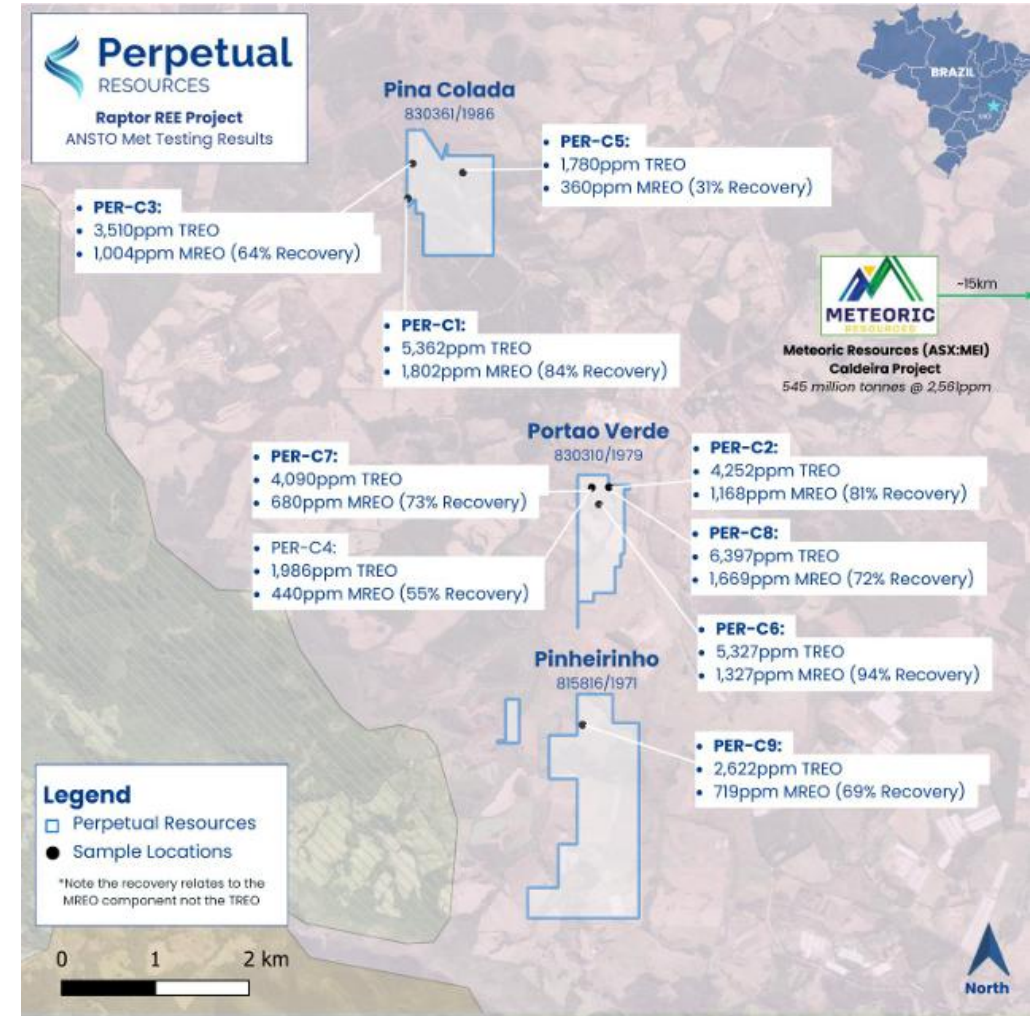 Perpetual
RESOURCES
Raptor REE Project
ANSTO Met Testing Results
BRAZIL
Pina Colada
830361/1986
• PER-C5:
• 1,780ppm TREO
• 360ppm MREO (31% Recovery)
• PER-C3:
• 3,510ppm TREO
• 1,004ppm MREO (64% Recovery)
• PER-C1:
• 5,362ppm TREO
• 1,802ppm MREO (84% Recovery)
METEORIC
RESOURCES
~15km
Meteoric Resources (ASX:MEI)
Caldeira Project
545 million tonnes @ 2,561ppm
Portao Verde
830310/1979
• PER-C7:
• 4,090ppm TREO
• 680ppm MREO (73% Recovery)
• PER-C2:
• 4,252ppm TREO
• 1,168ppm MREO (81% Recovery)
• PER-C4:
• 1,986ppm TREO
• 440ppm MREO (55% Recovery)
• PER-C8:
• 6,397ppm TREO
• 1,669ppm MREO (72% Recovery)
• PER-C6:
• 5,327ppm TREO
• 1,327ppm MREO (94% Recovery)
Pinheirinho
815816/1971
• PER-C9:
• 2,622ppm TREO
• 719ppm MREO (69% Recovery)
Legend
Perpetual Resources
Sample Locations
*Note the recovery relates to the
MREO component not the TREO
0 1 2 km
North